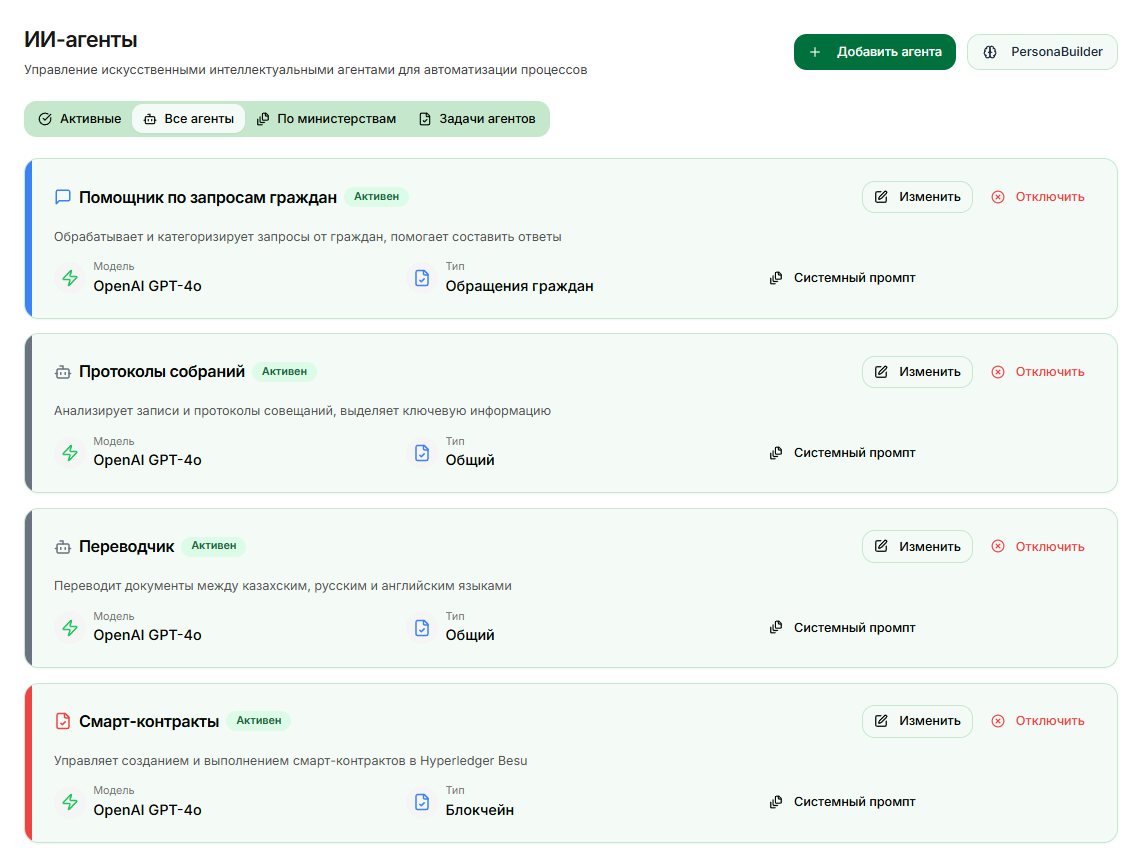 ИИ-агенты
Управление искусственными интеллектуальными агентами для автоматизации процессов
+ Добавить агента
PersonaBuilder
Активные Все агенты По министерствам Задачи агентов
Помощник по запросам граждан Активен Изменить Отключить
Обрабатывает и категоризирует запросы от граждан, помогает составить ответы
Модель Тип
OpenAI GPT-4o Обращения граждан Системный промпт
Протоколы собраний Активен Изменить Отключить
Анализирует записи и протоколы совещаний, выделяет ключевую информацию
Модель Тип
OpenAI GPT-4o Общий Системный промпт
Переводчик Активен Изменить Отключить
Переводит документы между казахским, русским и английским языками
Модель Тип
OpenAI GPT-4o Общий Системный промпт
Смарт-контракты Активен Изменить Отключить
Управляет созданием и выполнением смарт-контрактов в Hyperledger Besu
Модель Тип
OpenAI GPT-4o Блокчейн Системный промпт